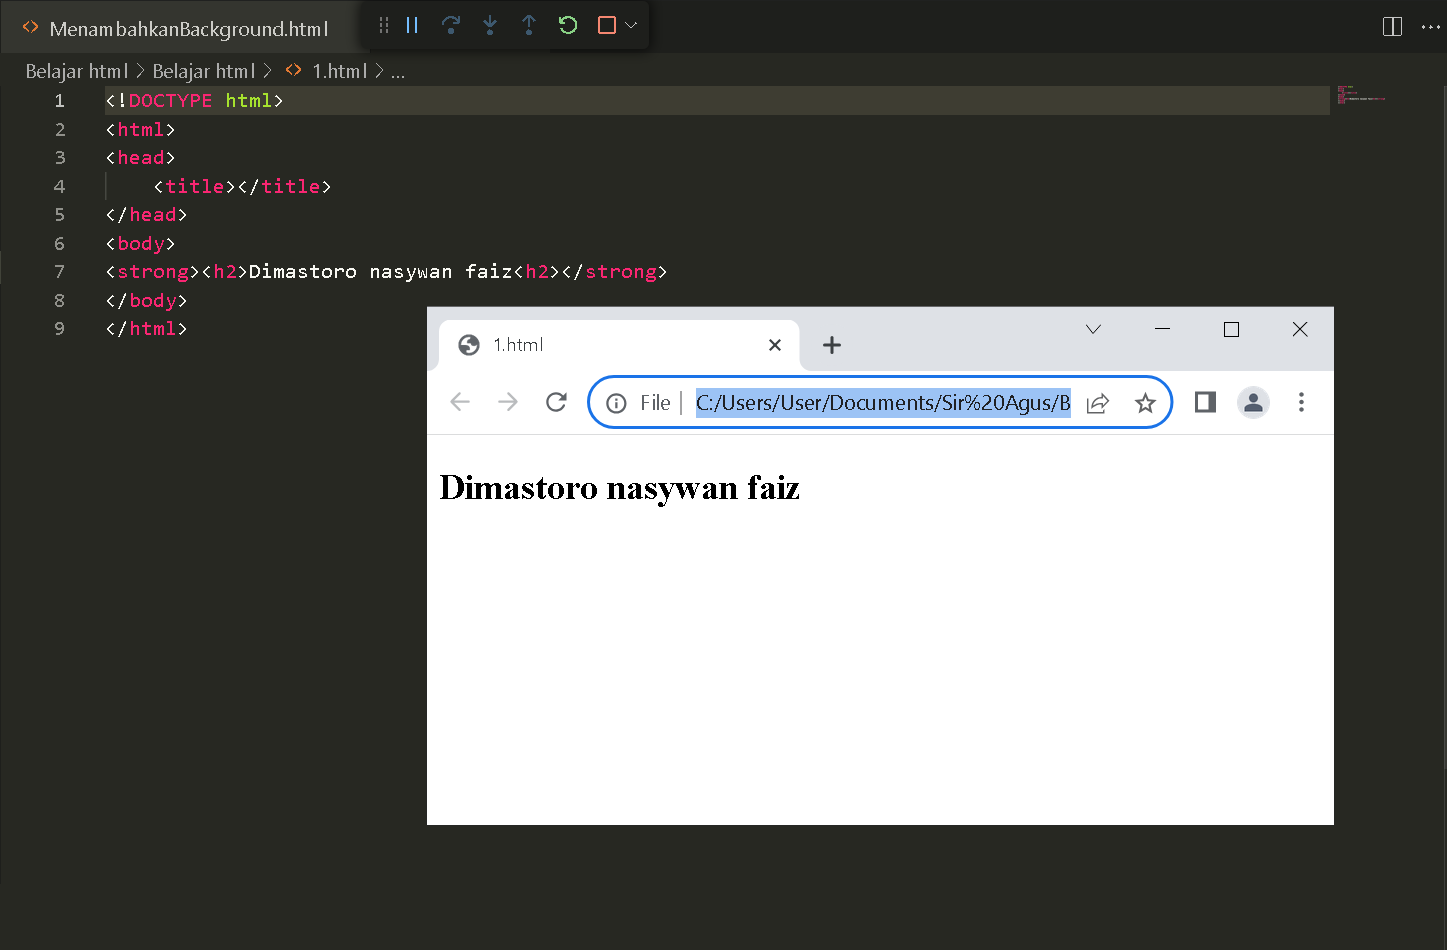 MenambahkanBackground.html
Belajar html > Belajar html > 1.html > ...
1 <!DOCTYPE html>
2 <html>
3 <head>
4 <title></title>
5 </head>
6 <body>
7 <strong><h2>Dimastoro nasywan faiz<h2></strong>
8 </body>
9 </html>
1.html
File | C:/Users/User/Documents/Sir%20Agus/B
Dimastoro nasywan faiz